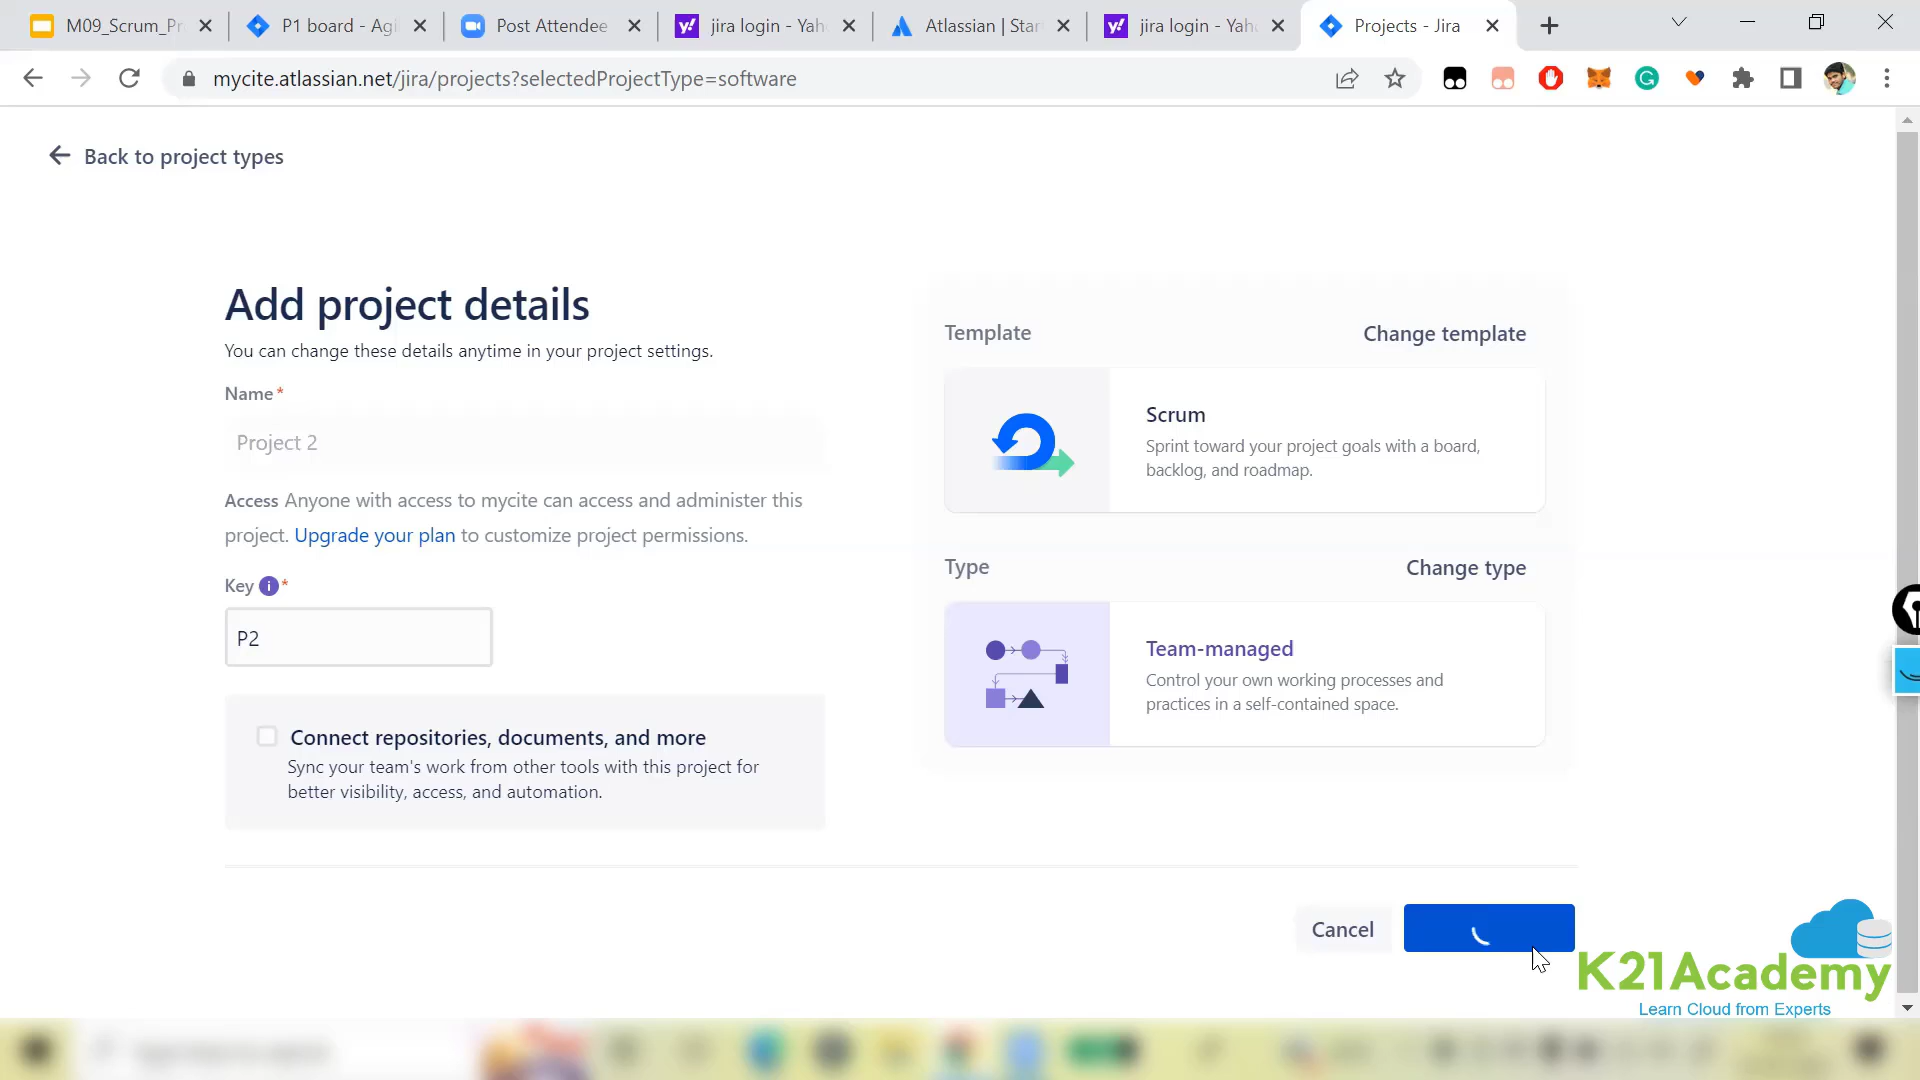 M09_Scrum_Pr
P1 board - Agi
Post Attendee
jira login - Yah
Atlassian | Star
jira login - Yah
Projects - Jira
mycite.atlassian.net/jira/projects?selectedProjectType=software
Back to project types
Add project details
You can change these details anytime in your project settings.
Name*
Project 2
Access Anyone with access to mycite can access and administer this
project. Upgrade your plan to customize project permissions.
Key i *
P2
Connect repositories, documents, and more
Sync your team's work from other tools with this project for
better visibility, access, and automation.
Template
Change template
Scrum
Sprint toward your project goals with a board,
backlog, and roadmap.
Type
Change type
Team-managed
Control your own working processes and
practices in a self-contained space.
Cancel
K21Academy
Learn Cloud from Experts